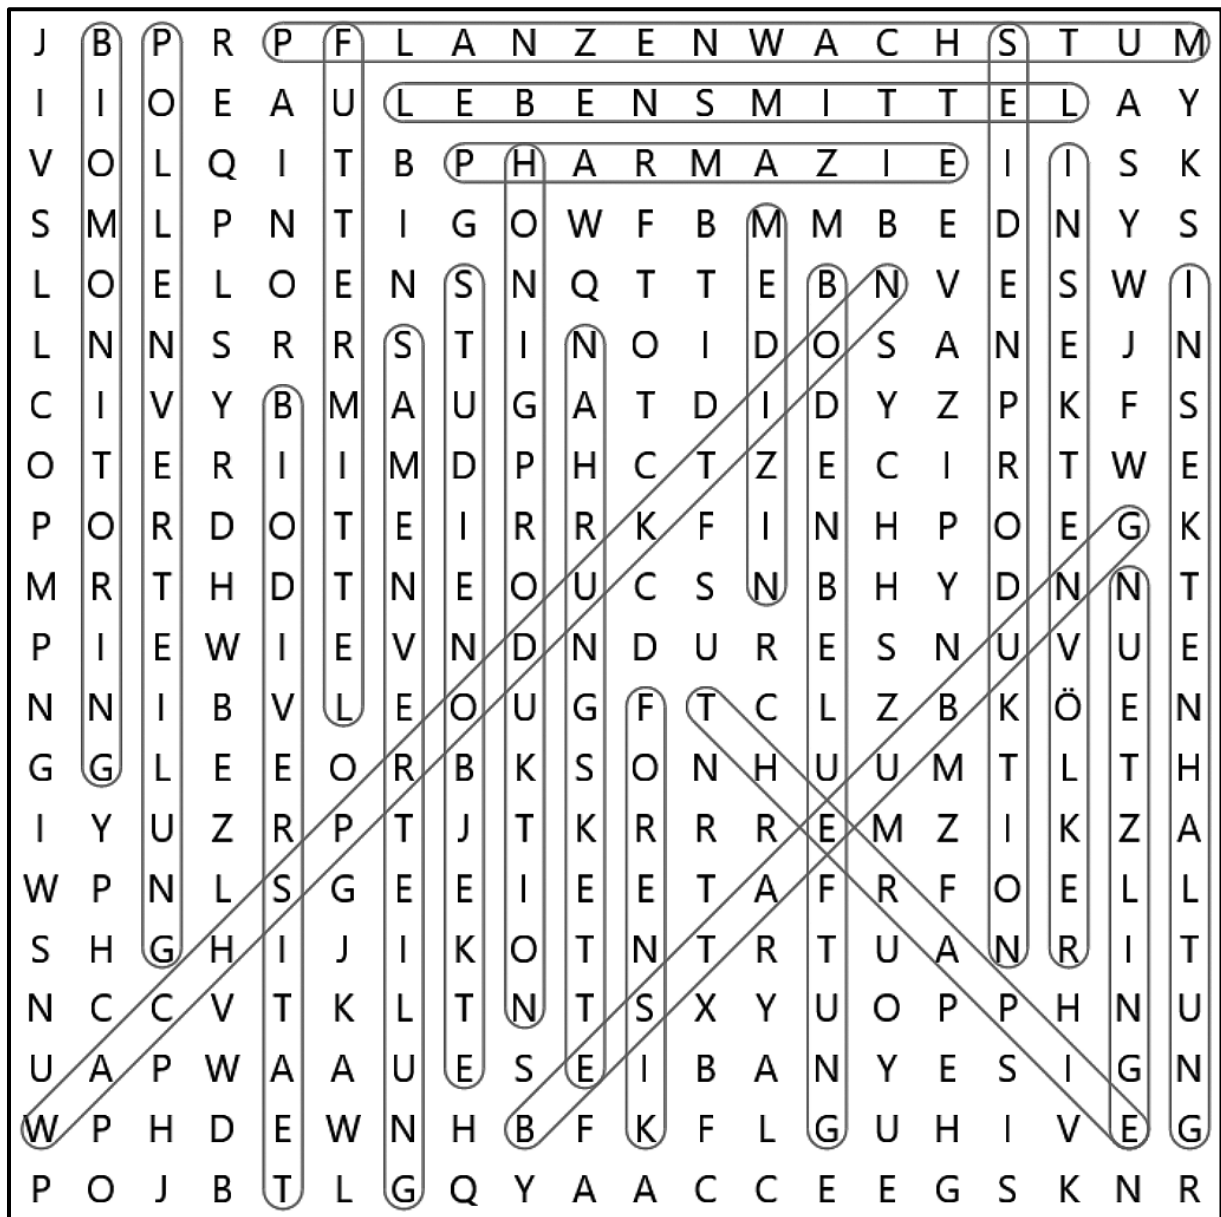 J B P R P F L A N Z E N W A C H S T U M
I I O E A U L E B E N S M I T T E L A Y
V O L Q I T B P H A R M A Z I E I I S K
S M L P N T I G O W F B M M B E D N Y S
L O E L O E N S N Q T T E B N V E S W I
L N N S R R S T I N O I D O S A N E J N
C I V Y B M A U G A T D I D Y Z P K F S
O T E R I I M D P H C T Z E C I R T W E
P O R D O T E I R R K F I N H P O E G K
M R T H D T N E O U C S N B H Y D N N T
P I E W I E V N D N D U R E S N U V U E
N N I B V L E O U G F T C L Z B K Ö E N
G G L E E O R B K S O N H U U M T L T H
I Y U Z R P T J T K R R R E M Z I K Z A
W P N L S G E E I E E T A F R F O E L L
S H G H I J I K O T N T R T U A N R I T
N C C V T K L T N T S X Y U O P P H N U
U A P W A A U E S E I B A N Y E S I G N
W P H D E W N H B F K F L G U H I V E G
P O J B T L G Q Y A A C C E E G S K N R